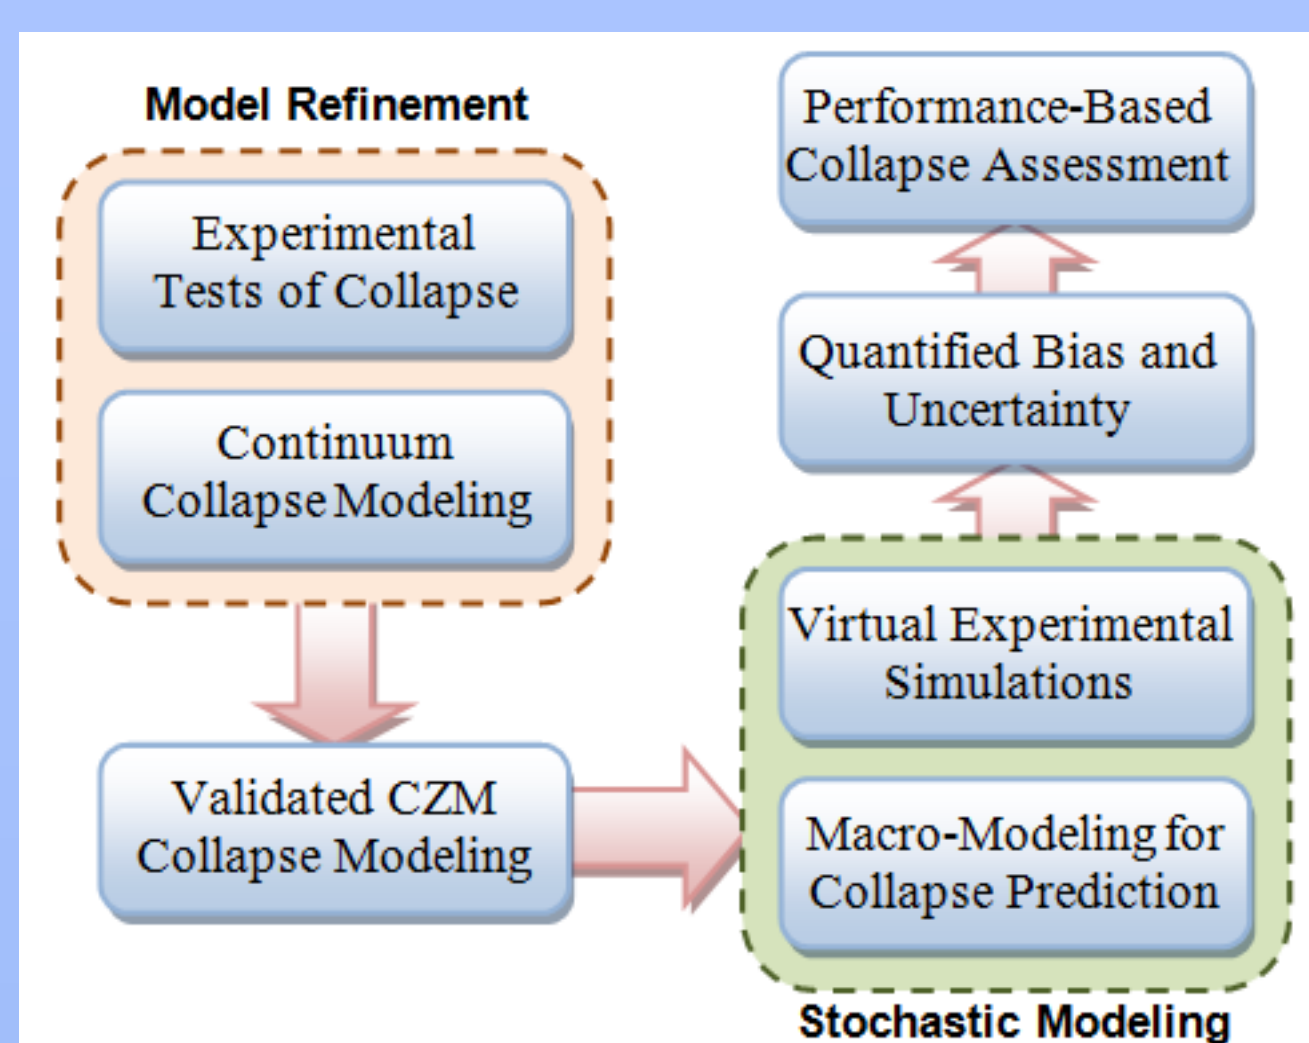 Model Refinement
Experimental
Tests of Collapse
Continuum
Collapse Modeling
Validated CZM
Collapse Modeling
Performance-Based
Collapse Assessment
Quantified Bias and
Uncertainty
Virtual Experimental
Simulations
Macro-Modeling for
Collapse Prediction
Stochastic Modeling